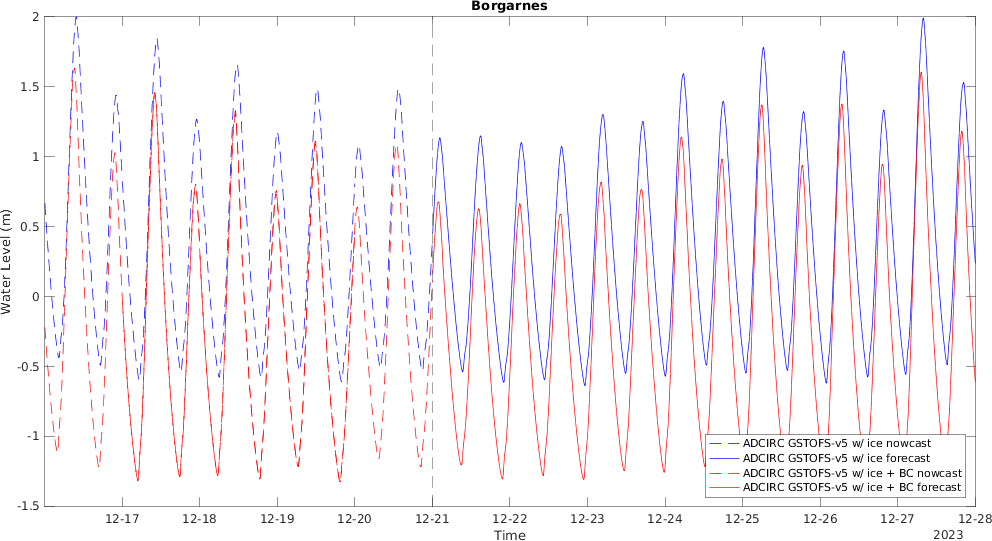 Borgarnes
Water Level (m)
2
1.5
1
0.5
0
-0.5
-1
-1.5
12-17 12-18 12-19 12-20 12-21 12-22 12-23 12-24 12-25 12-26 12-27 12-28
Time
2023
ADCIRC GSTOFS-v5 w/ ice nowcast
ADCIRC GSTOFS-v5 w/ ice forecast
ADCIRC GSTOFS-v5 w/ ice + BC nowcast
ADCIRC GSTOFS-v5 w/ ice + BC forecast